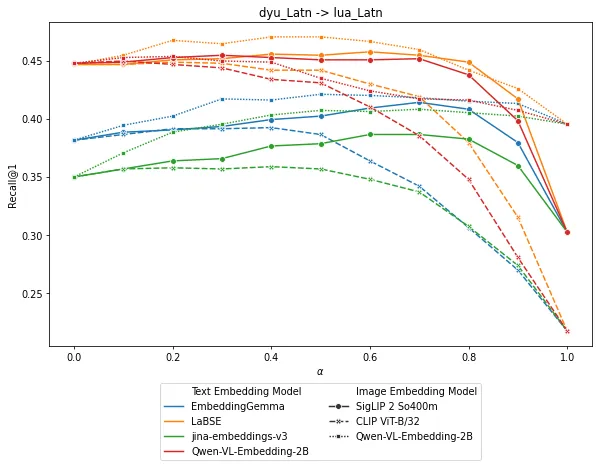 dyu_Latn -> lua_Latn
Recall@1
0.45
0.40
0.35
0.30
0.25
0.0
0.2
0.4
0.6
0.8
1.0
α
Text Embedding Model
EmbeddingGemma
LaBSE
jina-embeddings-v3
Qwen-VL-Embedding-2B
Image Embedding Model
SigLIP 2 So400m
CLIP ViT-B/32
Qwen-VL-Embedding-2B